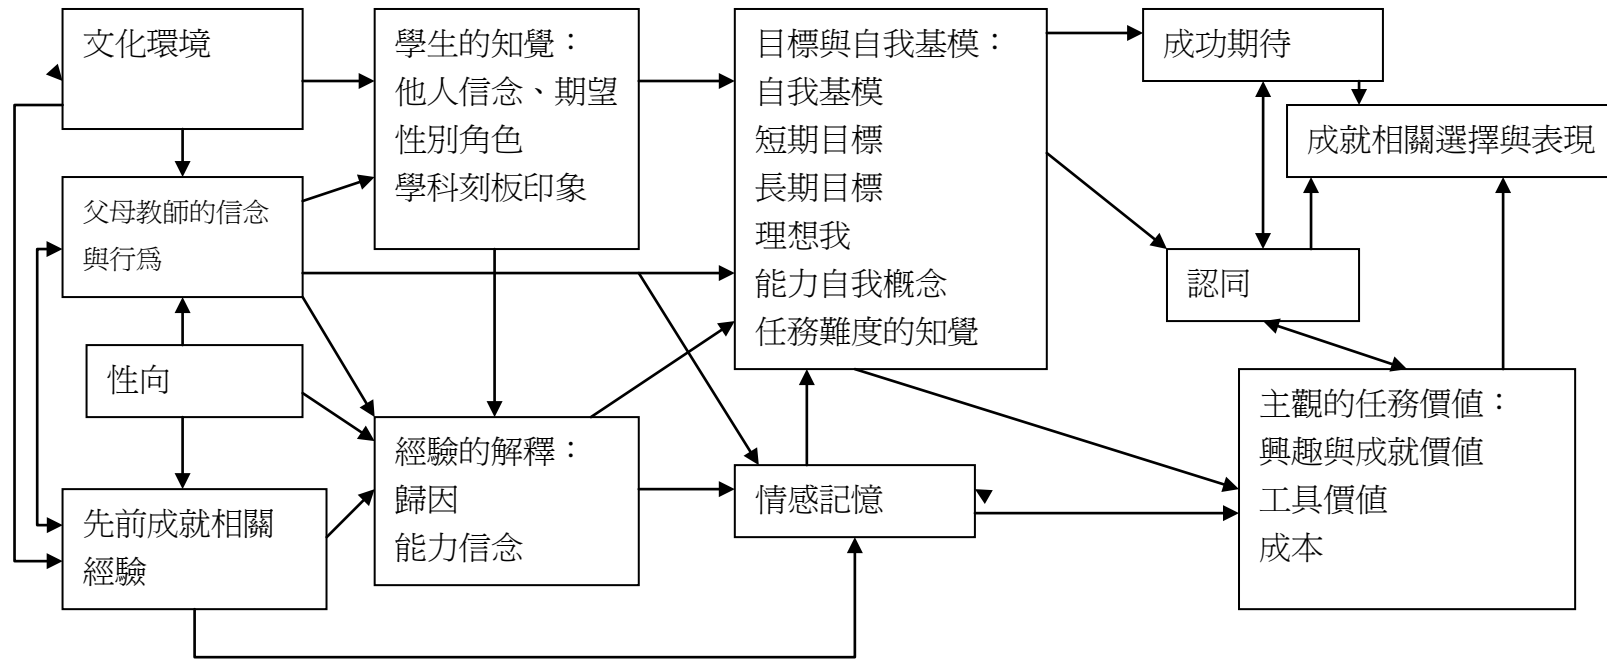 文化環境
學生的知覺：
他人信念、期望
性別角色
學科刻板印象
目標與自我基模：
自我基模
短期目標
長期目標
理想我
能力自我概念
任務難度的知覺
成功期待
成就相關選擇與表現
父母教師的信念
與行為
認同
性向
經驗的解釋：
歸因
能力信念
情感記憶
主觀的任務價值：
興趣與成就價值
工具價值
成本
先前成就相關
經驗